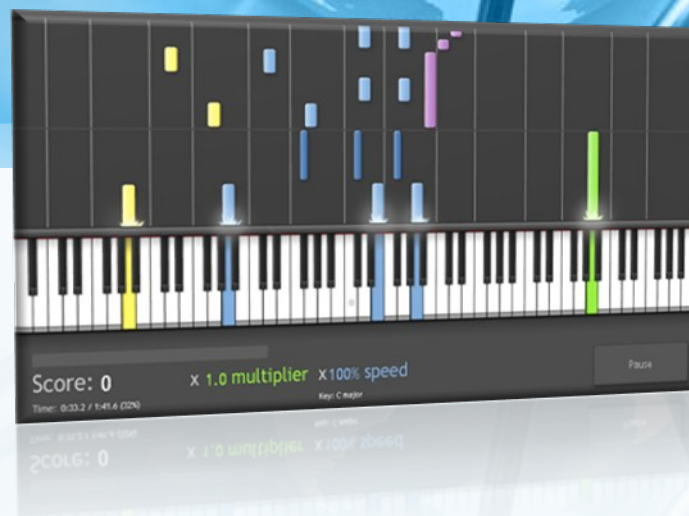 Score: 0
x 1.0 multiplier
x100% speed
Pause
Time: 0:33.2 / 1:41.6 (32%)
Key: C major